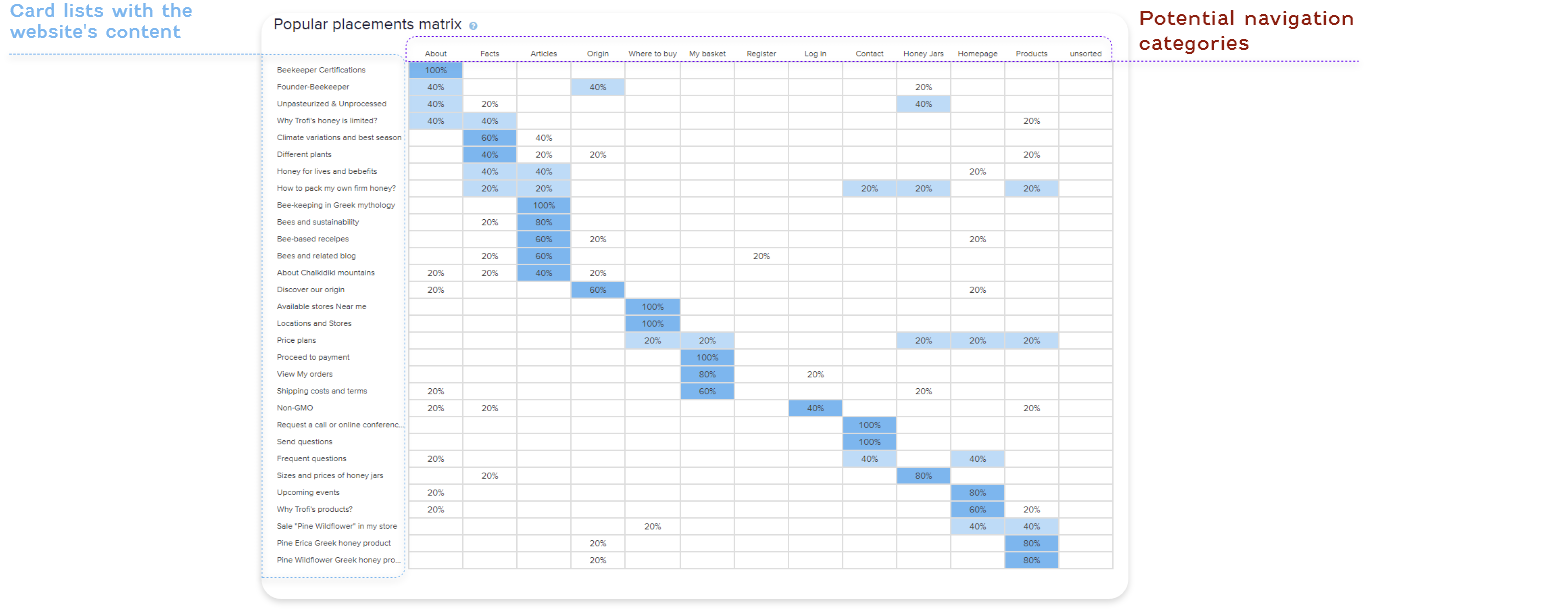 Card lists with the
website's content
Popular placements matrix ?
Potential navigation
categories
About Facts Articles Origin Where to buy My basket Register Log in Contact Honey Jars Homepage Products unsorted
Beekeeper Certifications 100%
Founder-Beekeeper 40% 40% 20%
Unpasteurized & Unprocessed 40% 20% 40%
Why Trofi's honey is limited? 40% 40% 20%
Climate variations and best season 60% 40%
Different plants 40% 20% 20% 20%
Honey for lives and bebefits 40% 40% 20%
How to pack my own firm honey? 20% 20% 20% 20% 20%
Bee-keeping in Greek mythology 100%
Bees and sustainability 20% 80%
Bee-based receipes 60% 20% 20%
Bees and related blog 20% 60% 20%
About Chalkidiki mountains 20% 20% 40% 20%
Discover our origin 20% 60% 20%
Available stores Near me 100%
Locations and Stores 100%
Price plans 20% 20% 20% 20% 20%
Proceed to payment 100%
View My orders 80% 20%
Shipping costs and terms 20% 60% 20%
Non-GMO 20% 20% 40% 20%
Request a call or online conferenc... 100%
Send questions 100%
Frequent questions 20% 40% 40%
Sizes and prices of honey jars 20% 80%
Upcoming events 20% 80%
Why Trofi's products? 20% 60% 20%
Sale "Pine Wildflower" in my store 20% 40% 40%
Pine Erica Greek honey product 20% 80%
Pine Wildflower Greek honey pro... 20% 80%